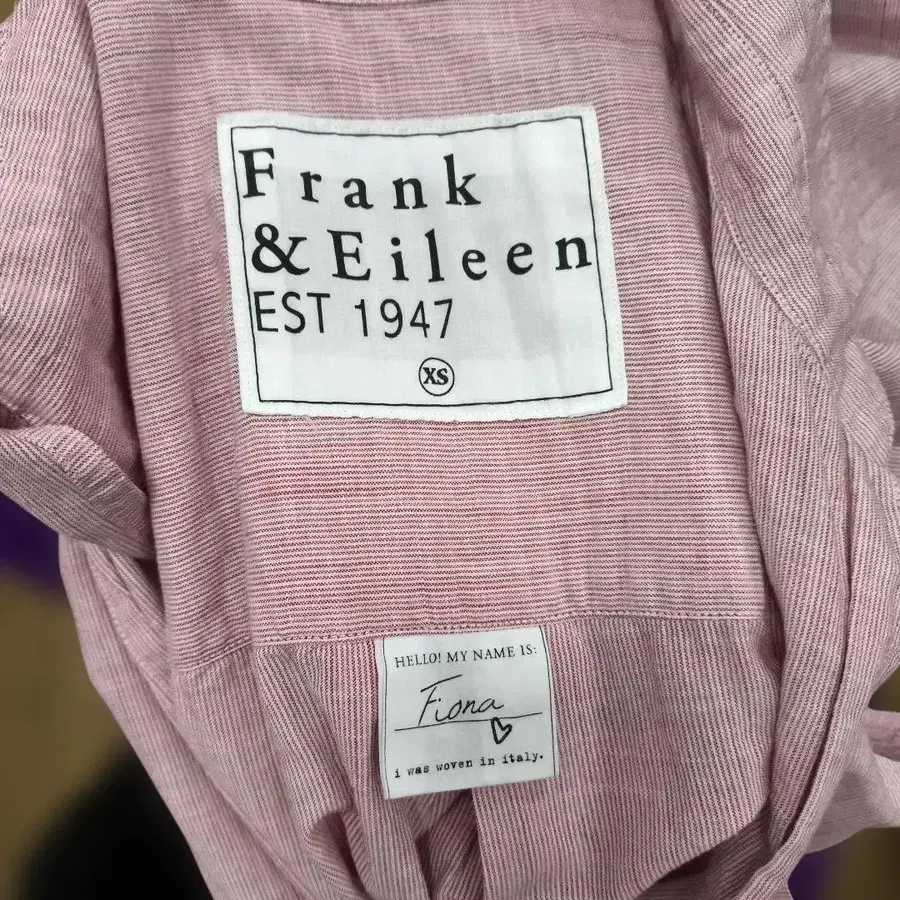 Frank
& Eileen
EST 1947
XS
HELLO! MY NAME IS:
Fiona
i was woven in italy.